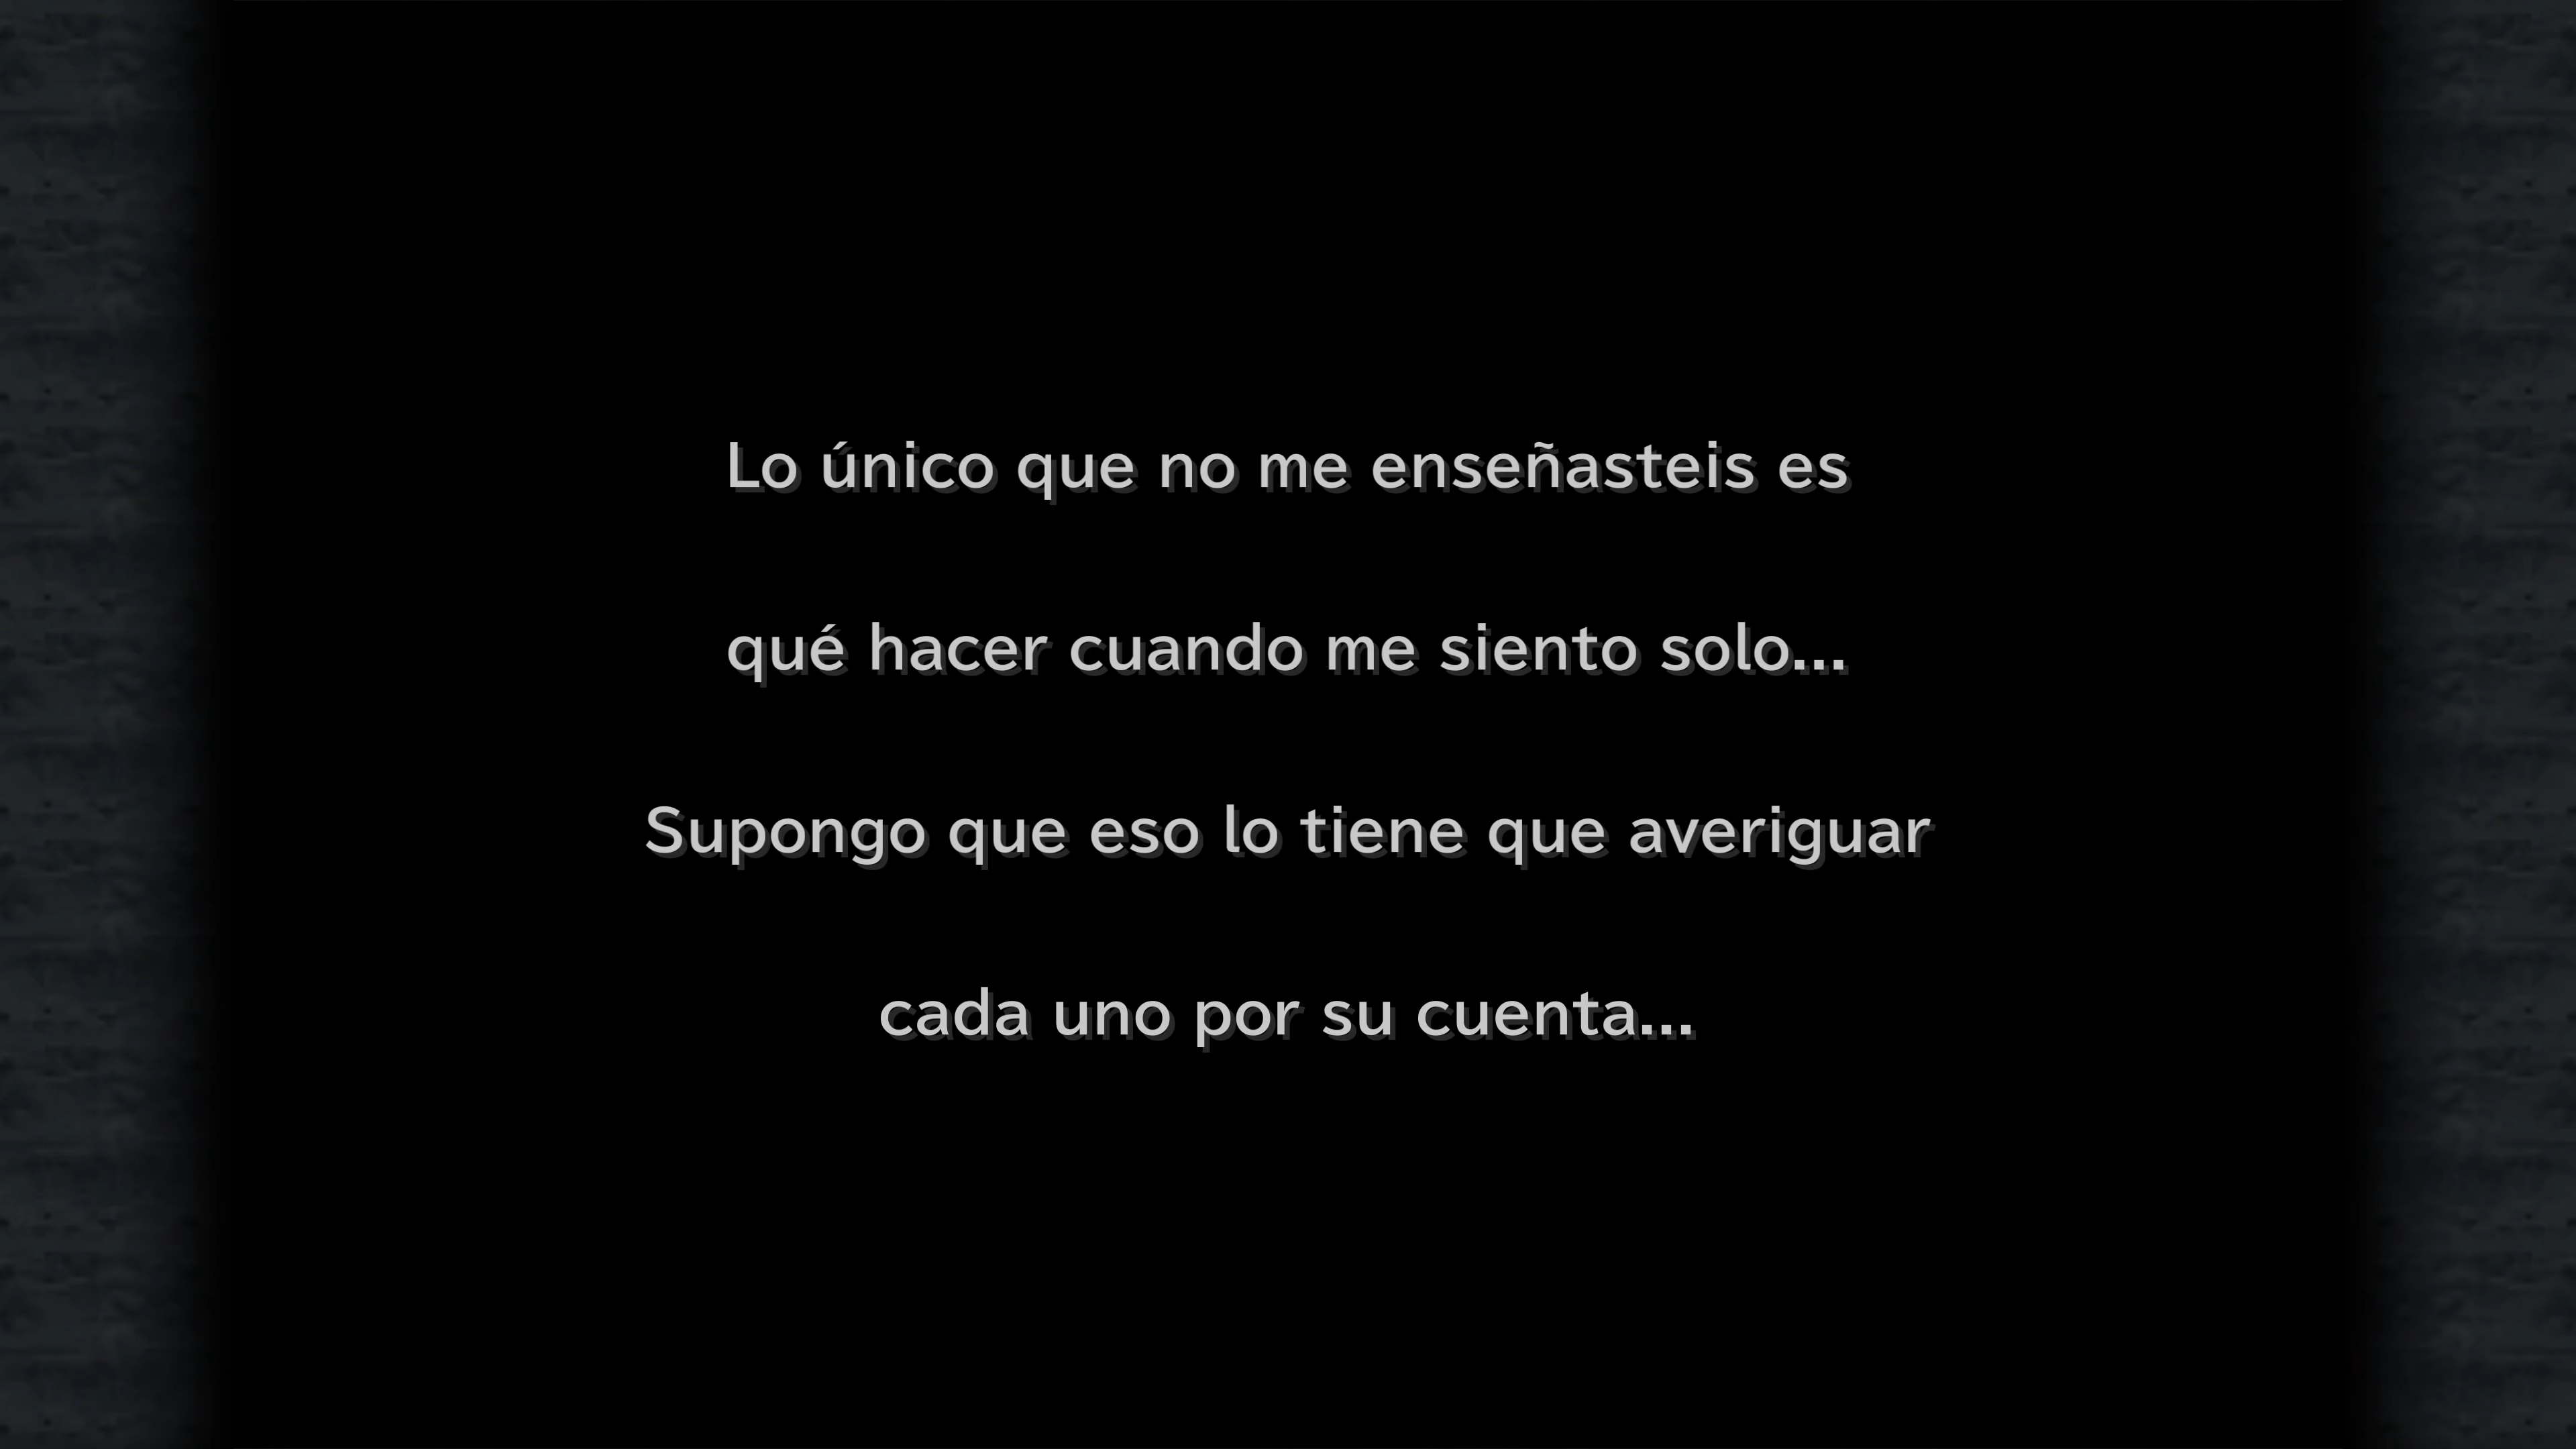 Lo único que no me enseñasteis es
qué hacer cuando me siento solo...
Supongo que eso lo tiene que averiguar
cada uno por su cuenta...